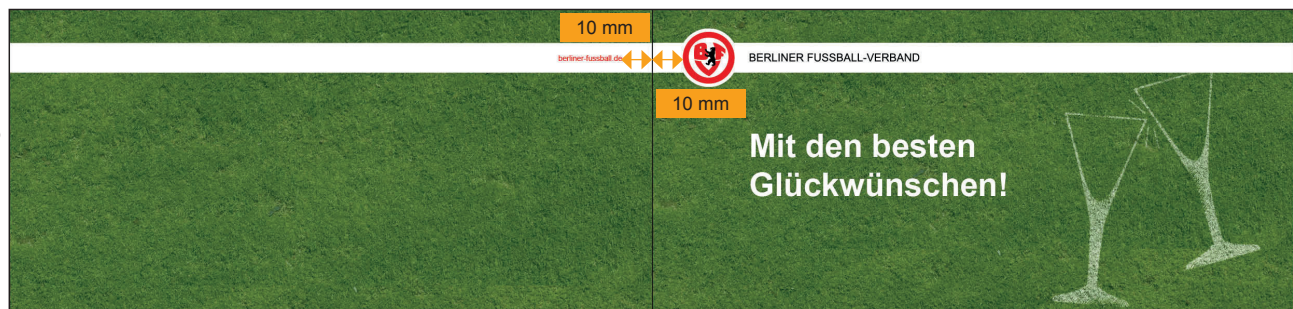 10 mm
berliner-fussball.de
BERLINER FUSSBALL-VERBAND
10 mm
Mit den besten
Glückwünschen!